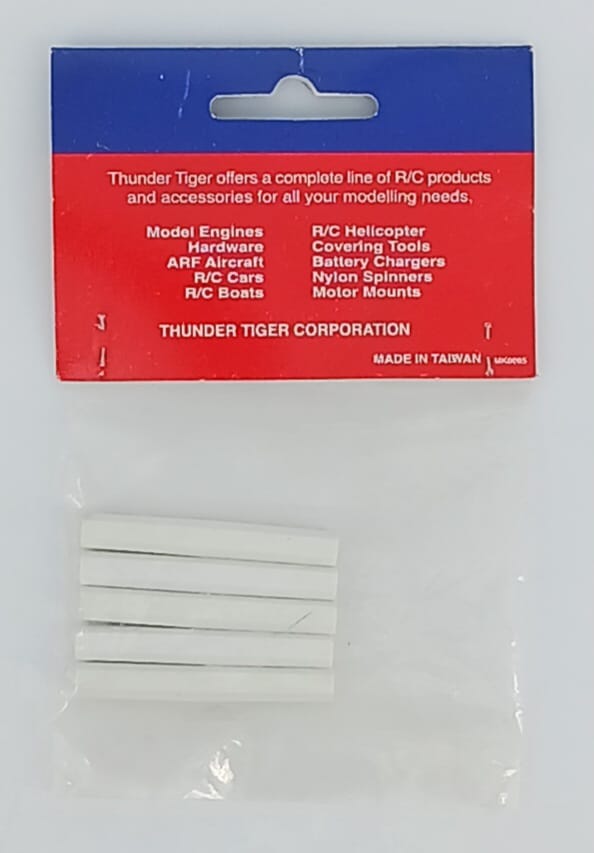 Thunder Tiger offers a complete line of R/C products
and accessories for all your modelling needs,
Model Engines
Hardware
ARF Aircraft
R/C Cars
R/C Boats
R/C Helicopter
Covering Tools
Battery Chargers
Nylon Spinners
Motor Mounts
THUNDER TIGER CORPORATION
MADE IN TAIWAN